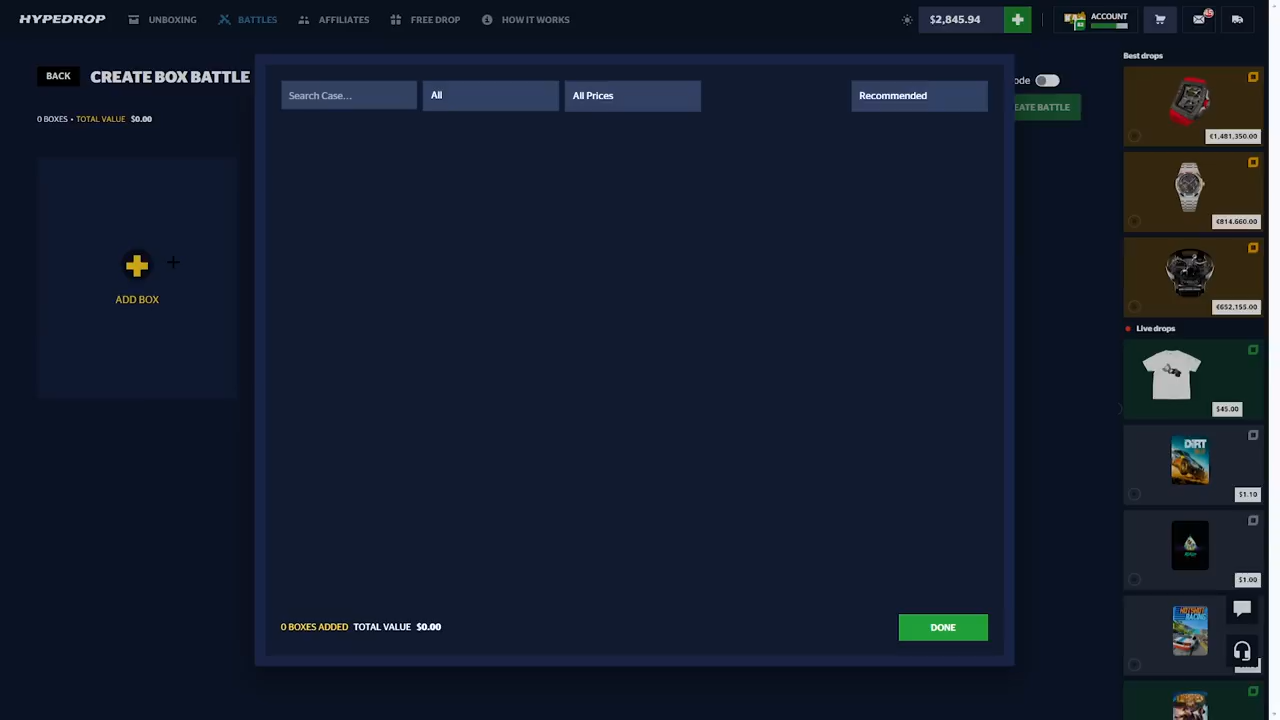 HYPEDROP
UNBOXING
BATTLES
AFFILIATES
FREE DROP
HOW IT WORKS
$2,845.94
ACCOUNT
45
BACK
CREATE BOX BATTLE
0 BOXES • TOTAL VALUE $0.00
ADD BOX
Search Case...
All
All Prices
Recommended
ode
EATE BATTLE
0 BOXES ADDED TOTAL VALUE $0.00
DONE
Best drops
€1,481,350.00
€814,660.00
€652,155.00
Live drops
$45.00
DiRT
$1.10
$1.00
HOTSHOT
RACING